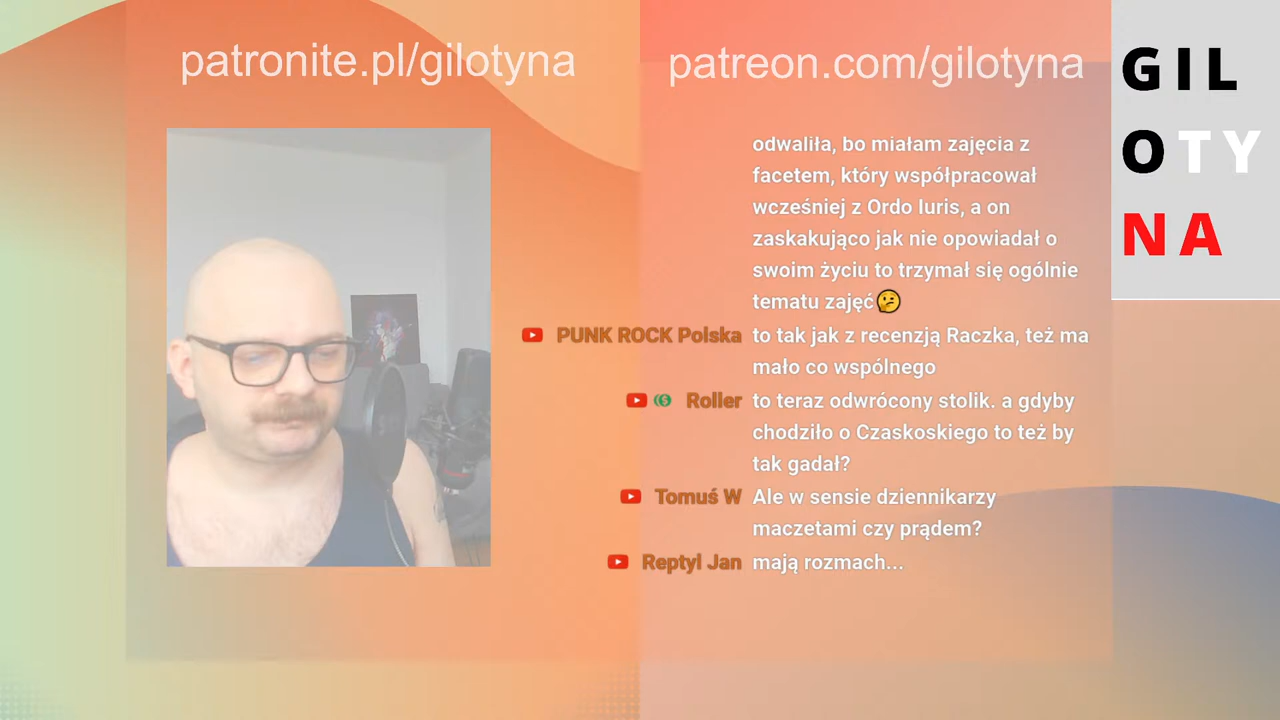 patronite.pl/gilotyna
patreon.com/gilotyna
GIL
OTY
NA
odwaliła, bo miałam zajęcia z
facetem, który współpracował
wcześniej z Ordo Iuris, a on
zaskakująco jak nie opowiadał o
swoim życiu to trzymał się ogólnie
tematu zajęć🤔
PUNK ROCK Polska to tak jak z recenzją Raczka, też ma
mało co wspólnego
Roller to teraz odwrócony stolik. a gdyby
chodziło o Czaskoskiego to też by
tak gadał?
Tomuś W Ale w sensie dziennikarzy
maczetami czy prądem?
Reptyl Jan mają rozmach...